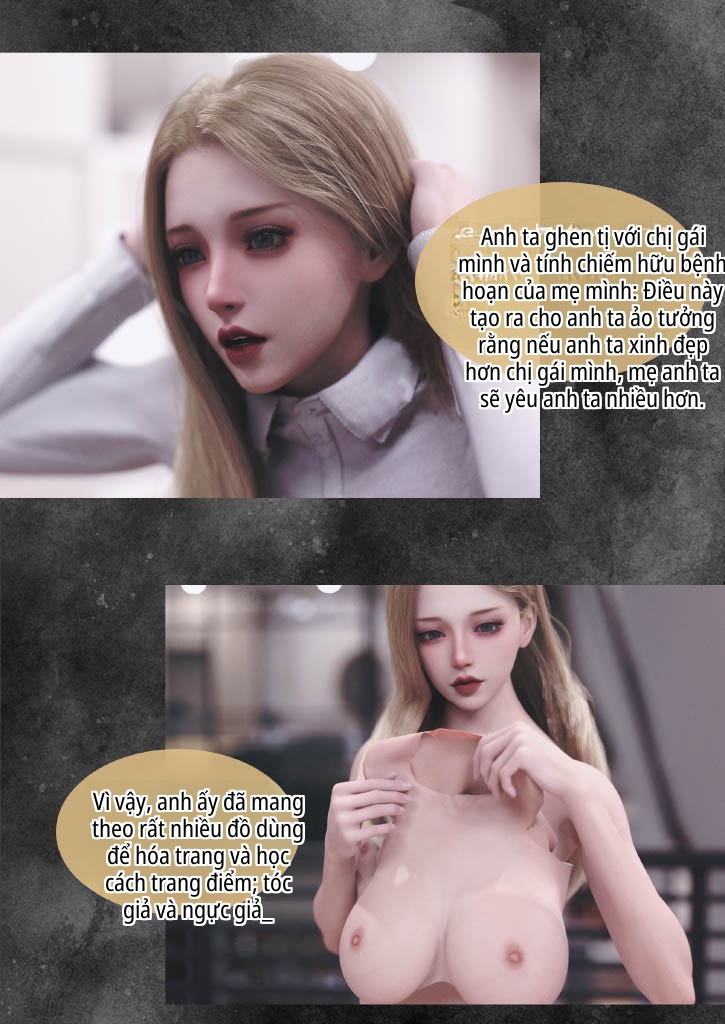 Anh ta ghen tị với chị gái
mình và tính chiếm hữu bệnh
hoạn của mẹ mình: Điều này
tạo ra cho anh ta ảo tưởng
rằng nếu anh ta xinh đẹp
hơn chị gái mình, mẹ anh ta
sẽ yêu anh ta nhiều hơn.
Vì vậy, anh ấy đã mang
theo rất nhiều đồ dùng
để hóa trang và học
cách trang điểm; tóc
giả và ngực giả_